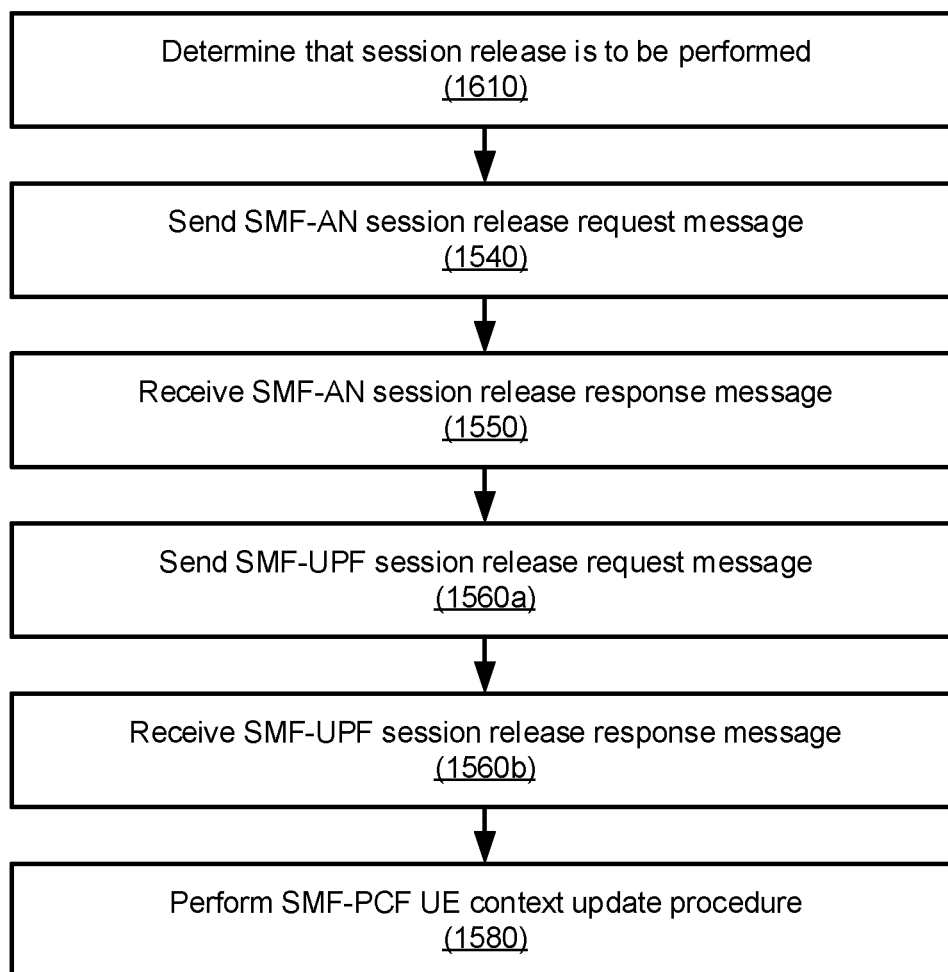 Determine that session release is to be performed
(1610)
Send SMF-AN session release request message
(1540)
Receive SMF-AN session release response message
(1550)
Send SMF-UPF session release request message
(1560a)
Receive SMF-UPF session release response message
(1560b)
Perform SMF-PCF UE context update procedure
(1580)